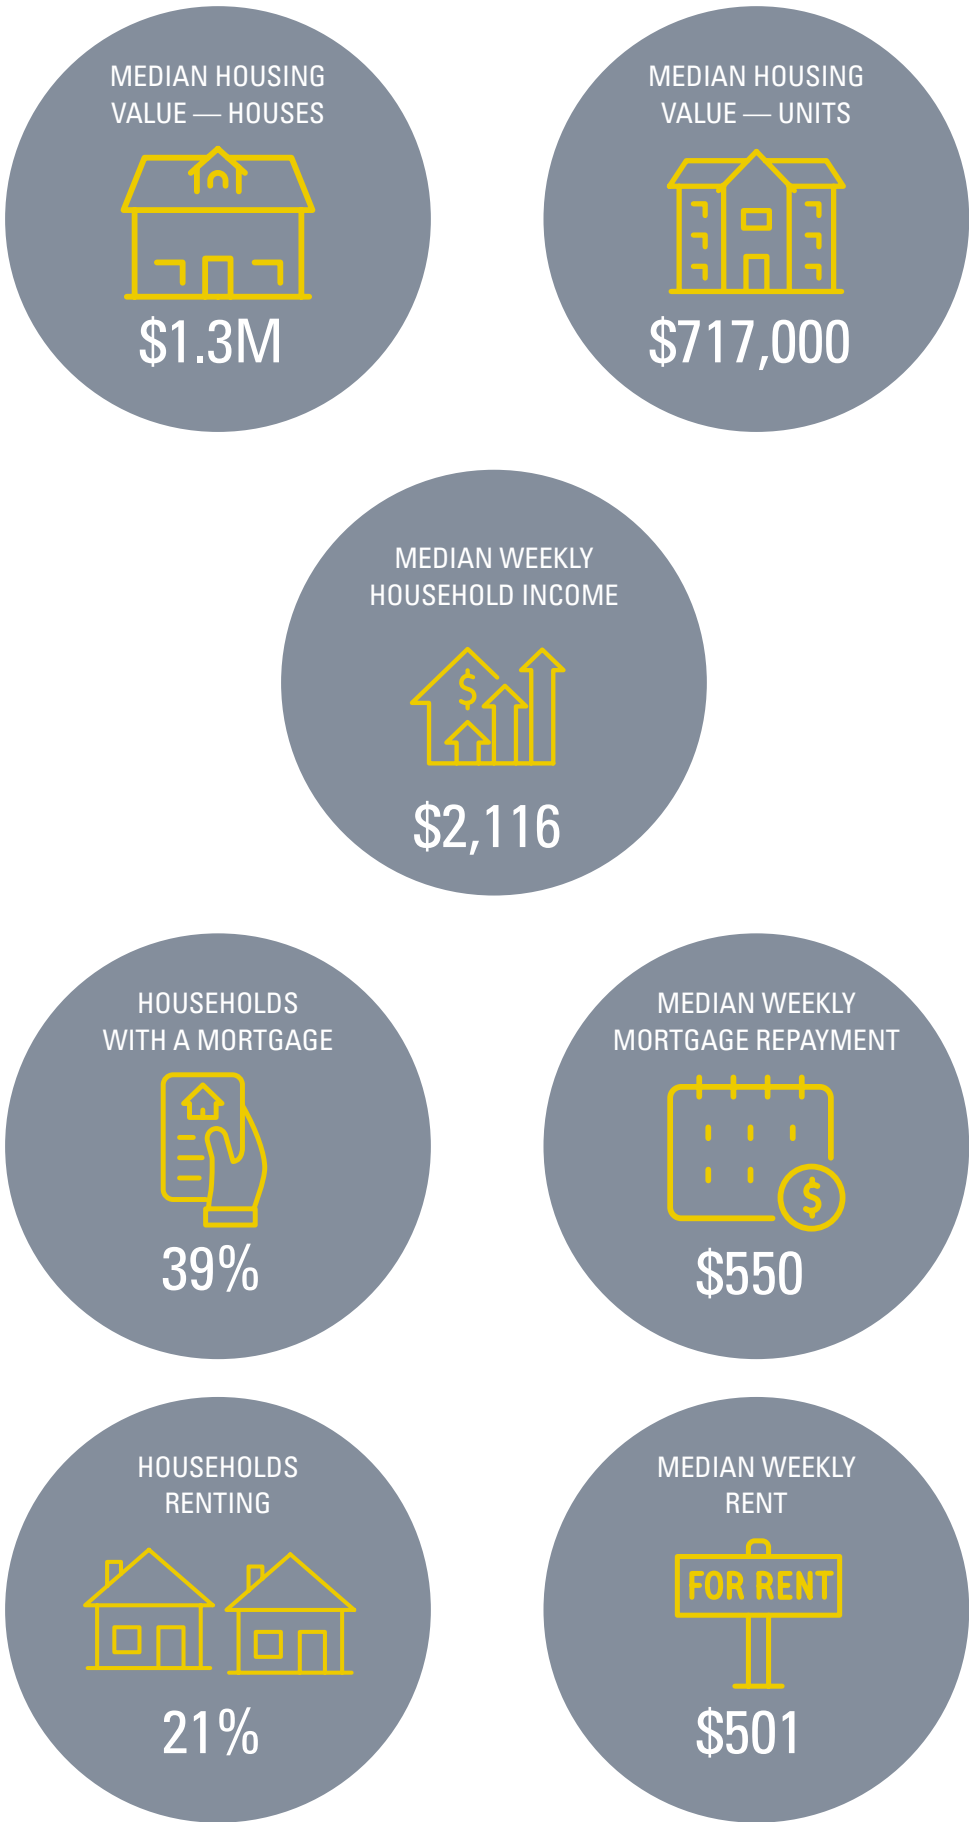 MEDIAN HOUSING
VALUE — HOUSES
$1.3M
MEDIAN HOUSING
VALUE — UNITS
$717,000
MEDIAN WEEKLY
HOUSEHOLD INCOME
$
$2,116
HOUSEHOLDS
WITH A MORTGAGE
39%
MEDIAN WEEKLY
MORTGAGE REPAYMENT
$
$550
HOUSEHOLDS
RENTING
21%
MEDIAN WEEKLY
RENT
FOR RENT
$501